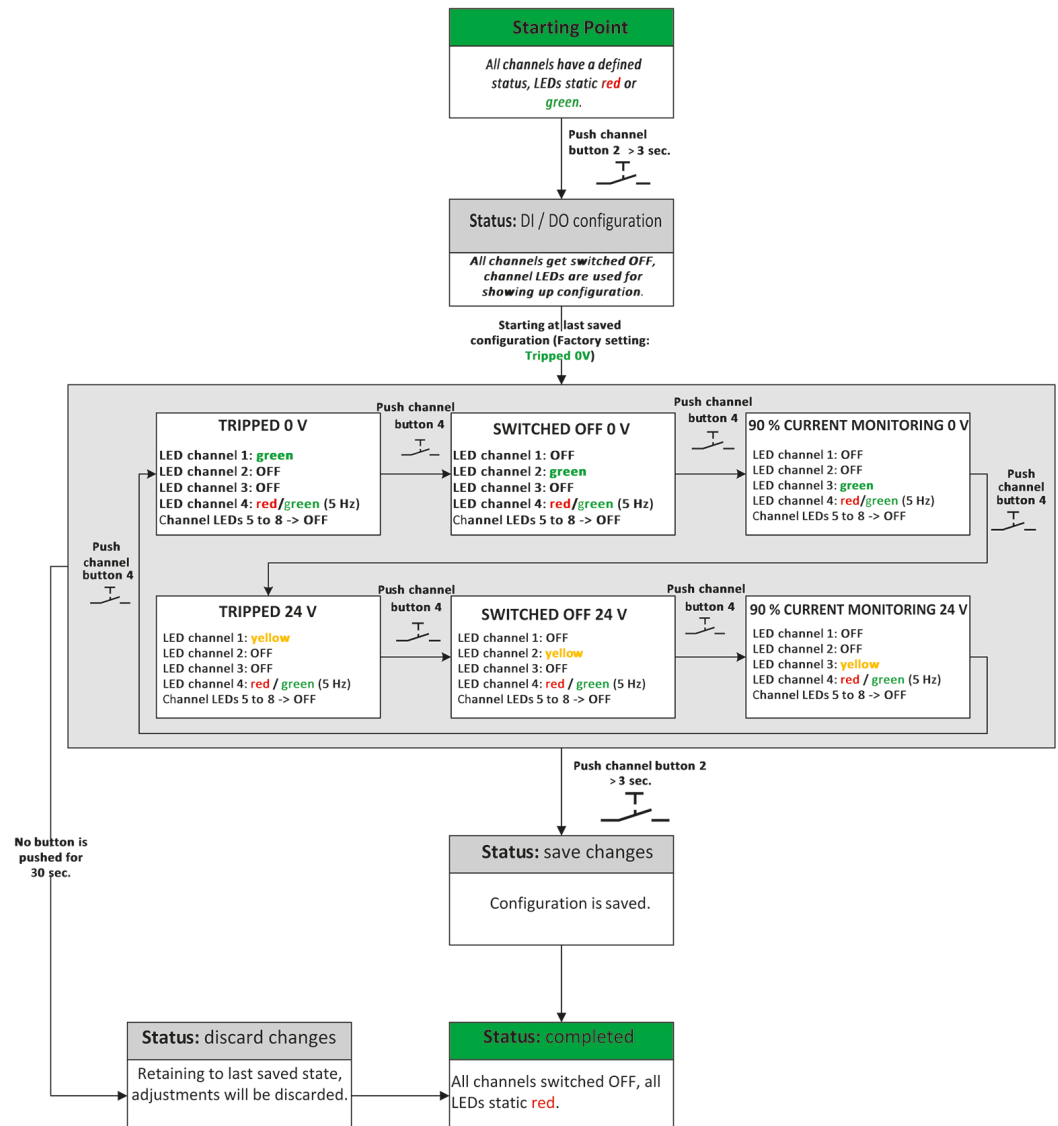 Starting Point
All channels have a defined
status, LEDs static red or
green.
Push channel
button 2 > 3 sec.
Status: DI / DO configuration
All channels get switched OFF,
channel LEDs are used for
showing up configuration.
Starting at last saved
configuration (Factory setting:
Tripped 0V)
TRIPPED 0 V
LED channel 1: green
LED channel 2: OFF
LED channel 3: OFF
LED channel 4: red/green (5 Hz)
Channel LEDs 5 to 8 -> OFF
Push channel
button 4
SWITCHED OFF 0 V
LED channel 1: OFF
LED channel 2: green
LED channel 3: OFF
LED channel 4: red/green (5 Hz)
Channel LEDs 5 to 8 -> OFF
Push channel
button 4
90 % CURRENT MONITORING 0 V
LED channel 1: OFF
LED channel 2: OFF
LED channel 3: green
LED channel 4: red/green (5 Hz)
Channel LEDs 5 to 8 -> OFF
Push
channel
button 4
Push
channel
button 4
TRIPPED 24 V
LED channel 1: yellow
LED channel 2: OFF
LED channel 3: OFF
LED channel 4: red / green (5 Hz)
Channel LEDs 5 to 8 -> OFF
Push channel
button 4
SWITCHED OFF 24 V
LED channel 1: OFF
LED channel 2: yellow
LED channel 3: OFF
LED channel 4: red / green (5 Hz)
Channel LEDs 5 to 8 -> OFF
Push channel
button 4
90 % CURRENT MONITORING 24 V
LED channel 1: OFF
LED channel 2: OFF
LED channel 3: yellow
LED channel 4: red / green (5 Hz)
Channel LEDs 5 to 8 -> OFF
Push channel button 2
> 3 sec.
No button is
pushed for
30 sec.
Status: save changes
Configuration is saved.
Status: discard changes
Retaining to last saved state,
adjustments will be discarded.
Status: completed
All channels switched OFF, all
LEDs static red.